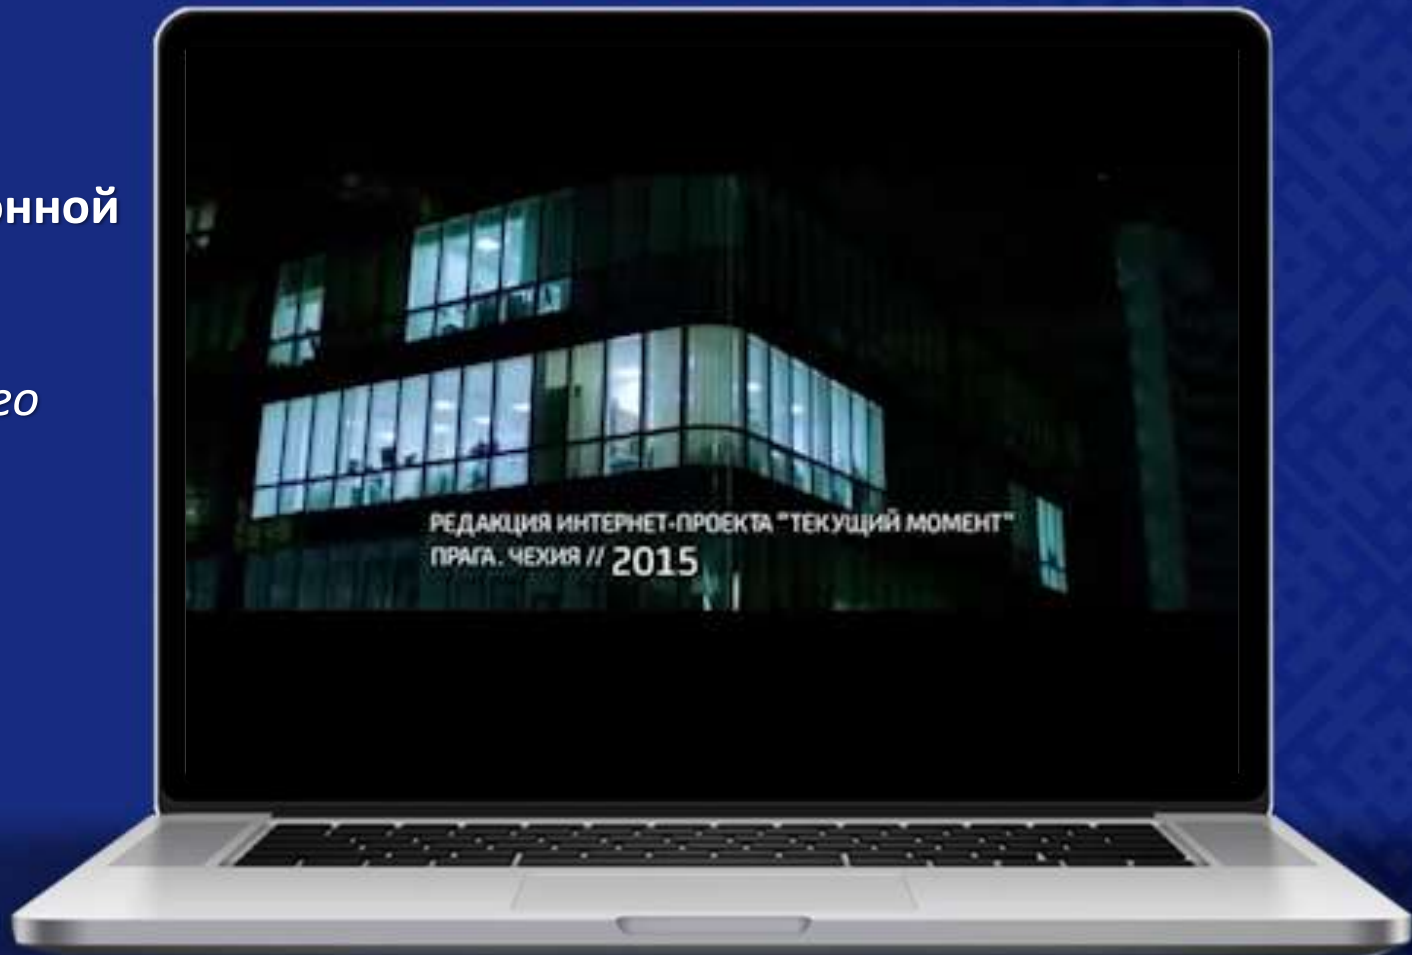 онной
го
РЕДАКЦИЯ ИНТЕРНЕТ-ПРОЕКТА "ТЕКУЩИЙ МОМЕНТ"
ПРАГА. ЧЕХИЯ // 2015